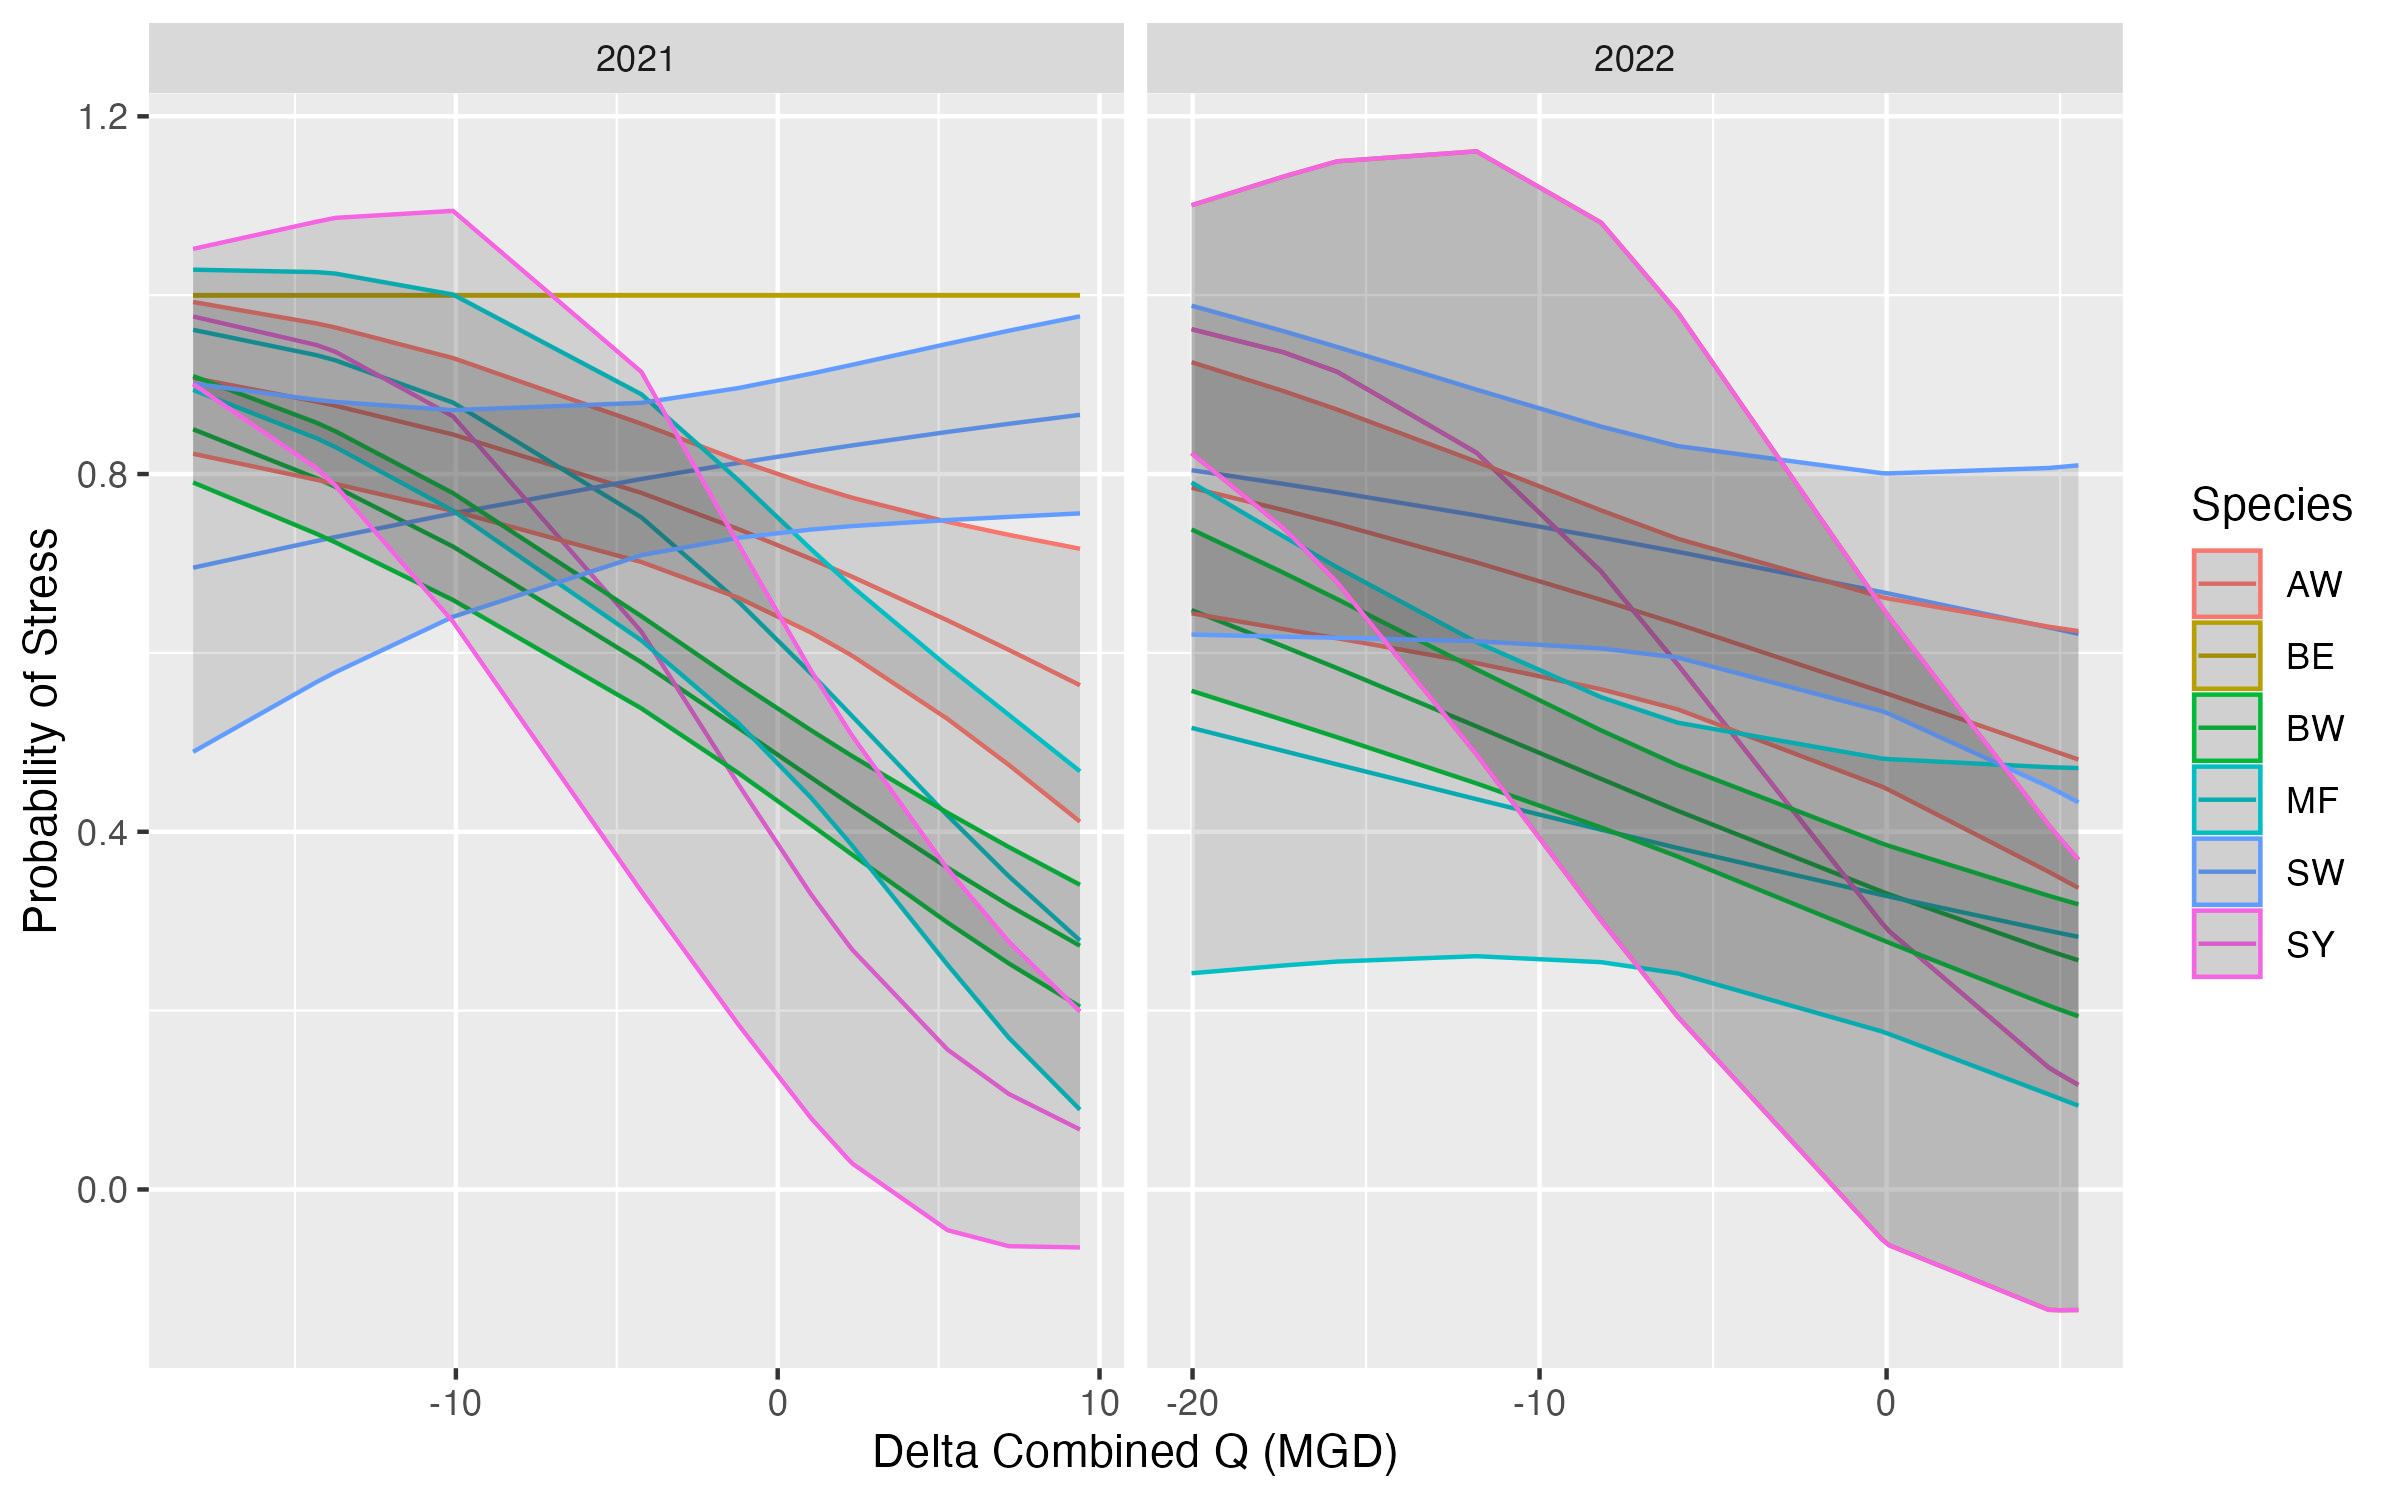 2021 2022
1.2
0.8
0.4
0.0
Probability of Stress
-10 0 10 -20 -10 0
Delta Combined Q (MGD)
Species
AW
BE
BW
MF
SW
SY